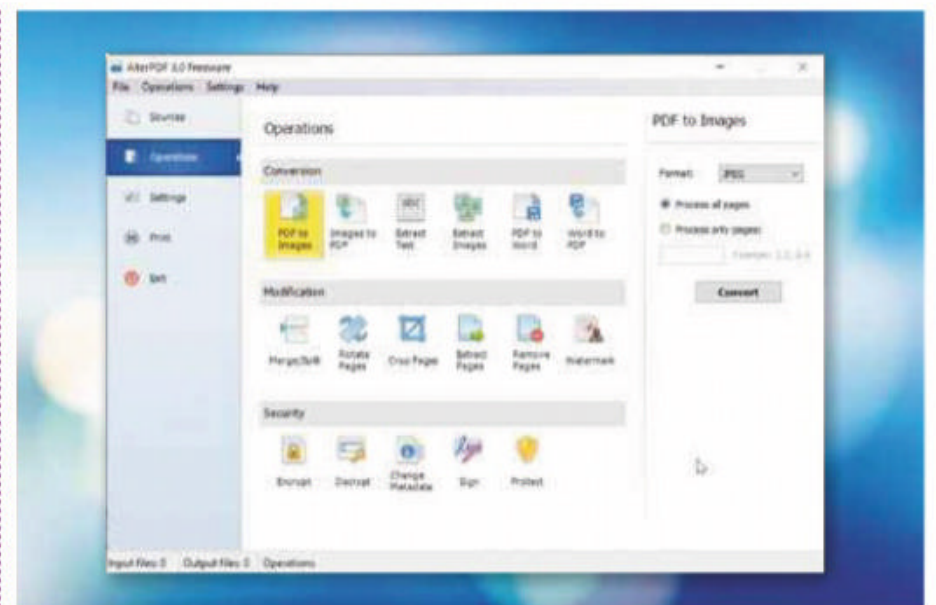 AlterPDF 3.0 Freeware
File Operations Settings Help
Sources
Operations
Settings
Print
Exit
Operations
Conversion
PDF to Images
Images to PDF
Extract Text
Extract Images
PDF to Word
Word to PDF
Modification
Merge/Split
Rotate Pages
Crop Pages
Extract Pages
Remove Pages
Watermark
Security
Encrypt
Decrypt
Change Metadata
Sign
Protect
PDF to Images
Format: JPEG
Process all pages
Process only pages:
Convert
Input files: 0 Output files: 0 Operations